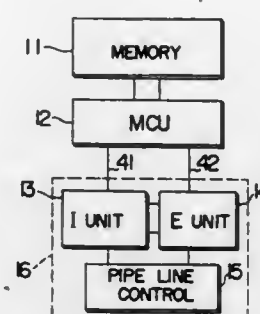 11
MEMORY
12
MCU
41
42
13
I UNIT
E UNIT
16
PIPE LINE
CONTROL
15